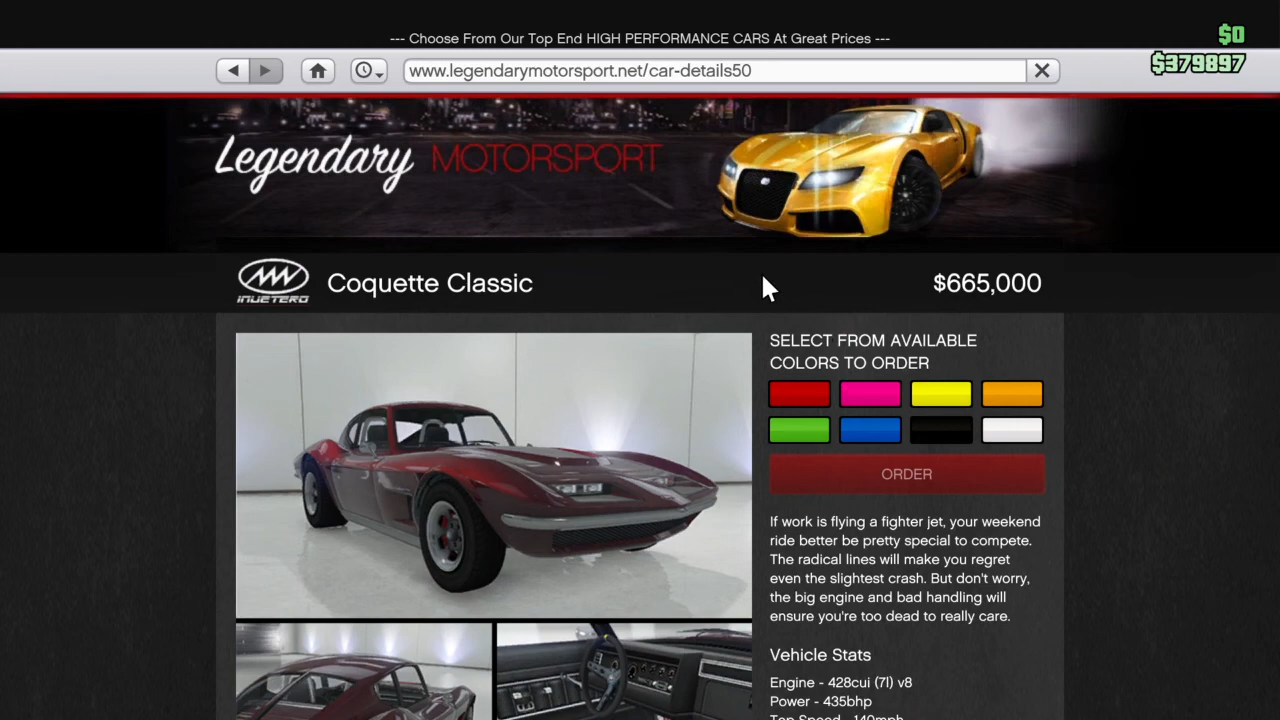 --- Choose From Our Top End HIGH PERFORMANCE CARS At Great Prices ---
$0
$379897
www.legendarymotorsport.net/car-details50
Legendary MOTORSPORT
INVETERO
Coquette Classic
$665,000
SELECT FROM AVAILABLE
COLORS TO ORDER
ORDER
If work is flying a fighter jet, your weekend
ride better be pretty special to compete.
The radical lines will make you regret
even the slightest crash. But don't worry,
the big engine and bad handling will
ensure you're too dead to really care.
Vehicle Stats
Engine - 428cui (7l) v8
Power - 435bhp
Top Speed - 140mph